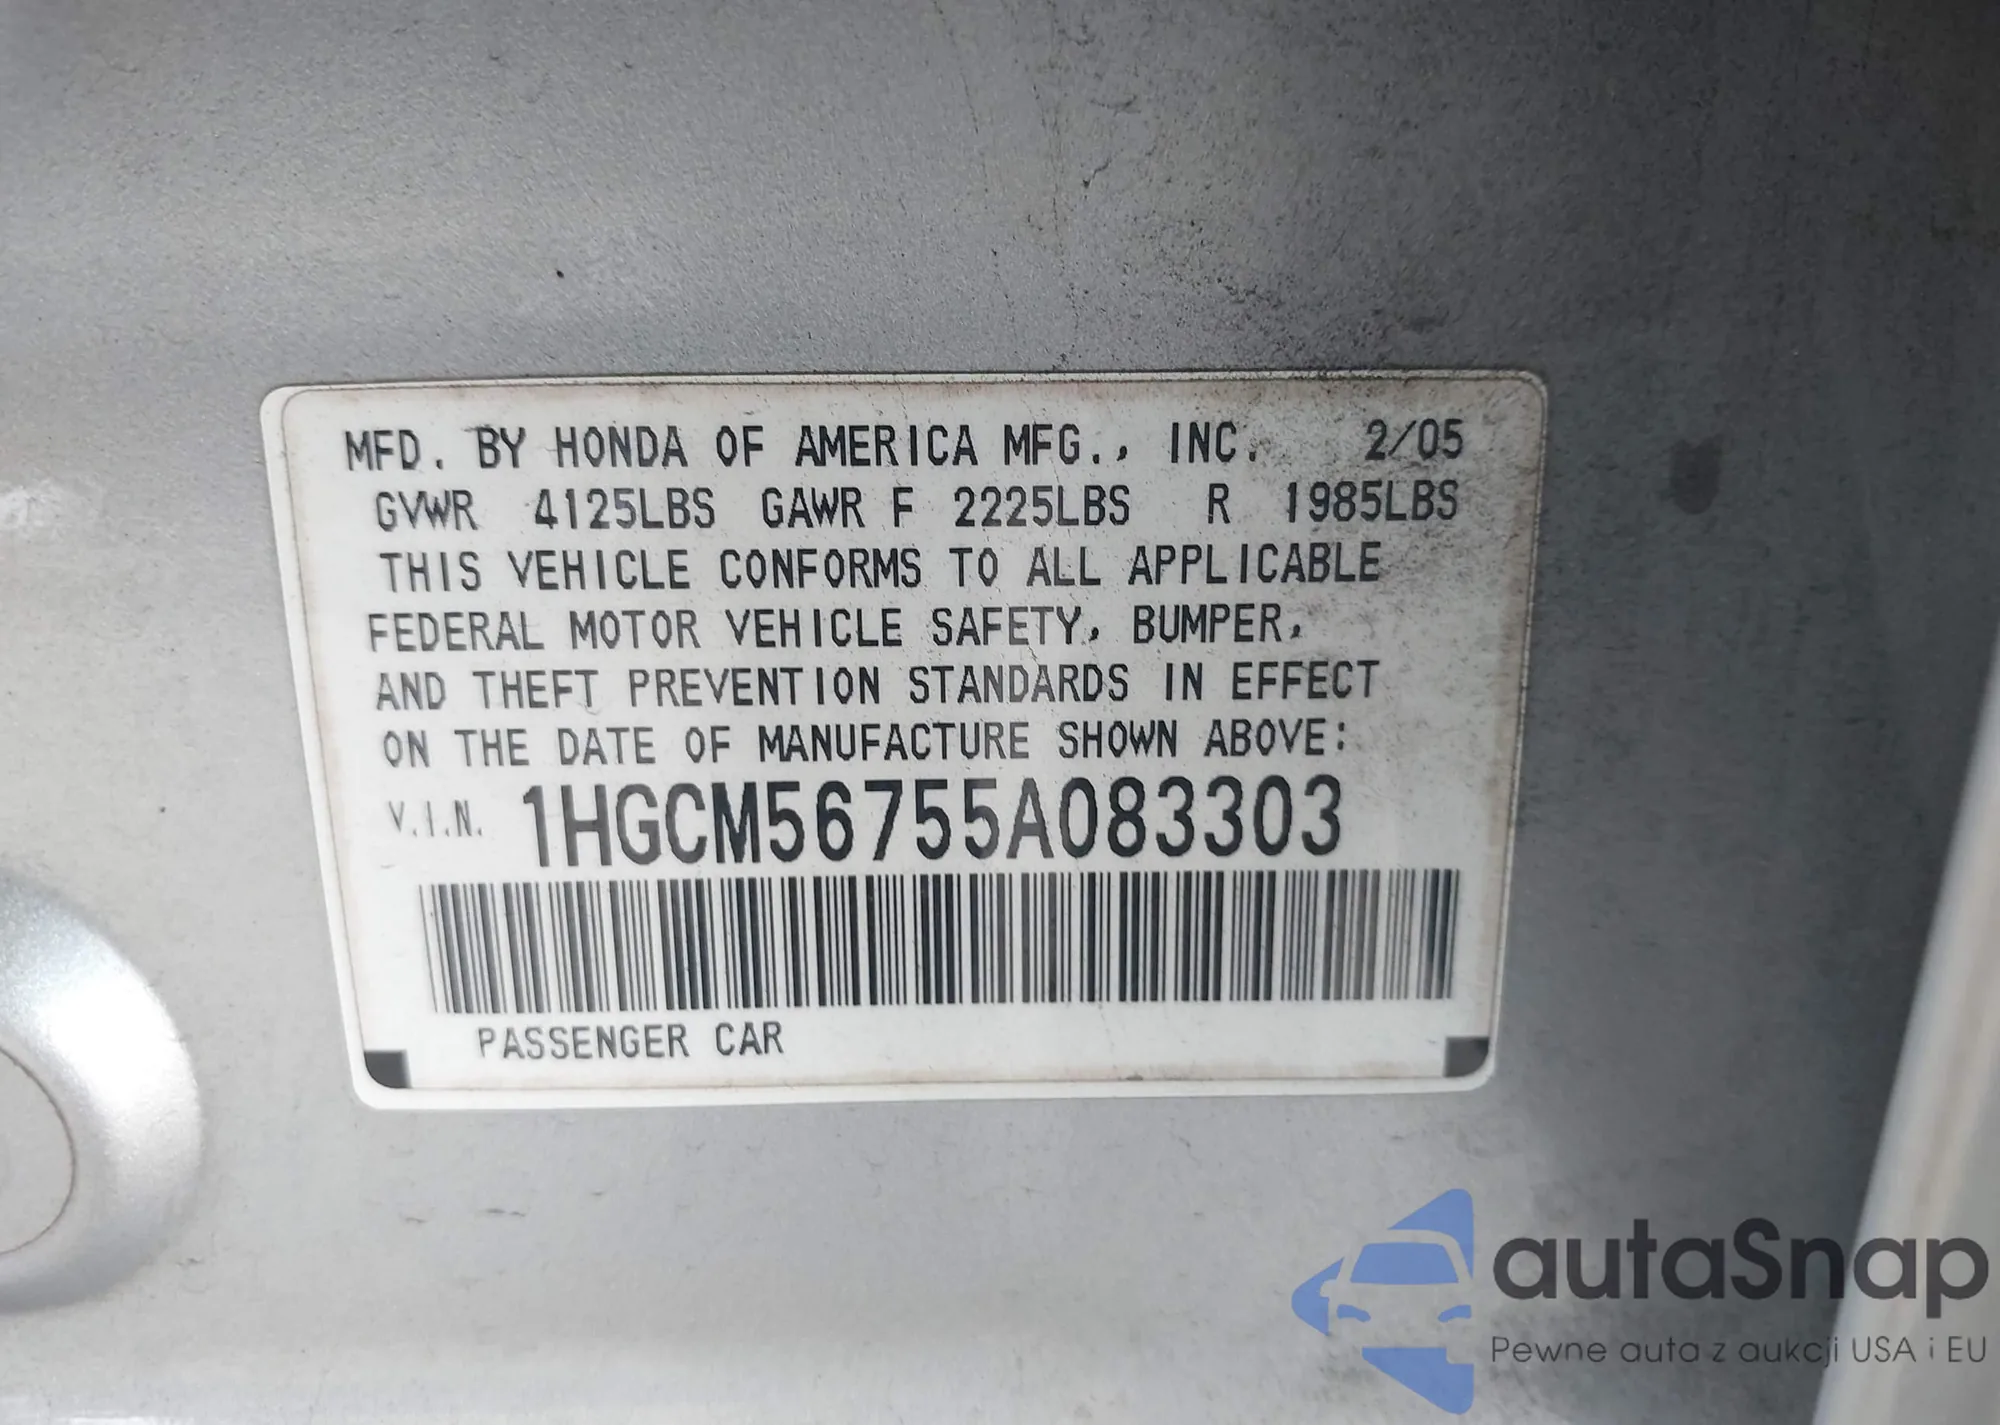 MFD. BY HONDA OF AMERICA MFG., INC. 2/05
GVWR 4125LBS GAWR F 2225LBS R 1985LBS
THIS VEHICLE CONFORMS TO ALL APPLICABLE
FEDERAL MOTOR VEHICLE SAFETY, BUMPER,
AND THEFT PREVENTION STANDARDS IN EFFECT
ON THE DATE OF MANUFACTURE SHOWN ABOVE:
V.I.N. 1HGCM56755A083303
PASSENGER CAR
autaSnap
Pewne auta z aukcji USA i EU